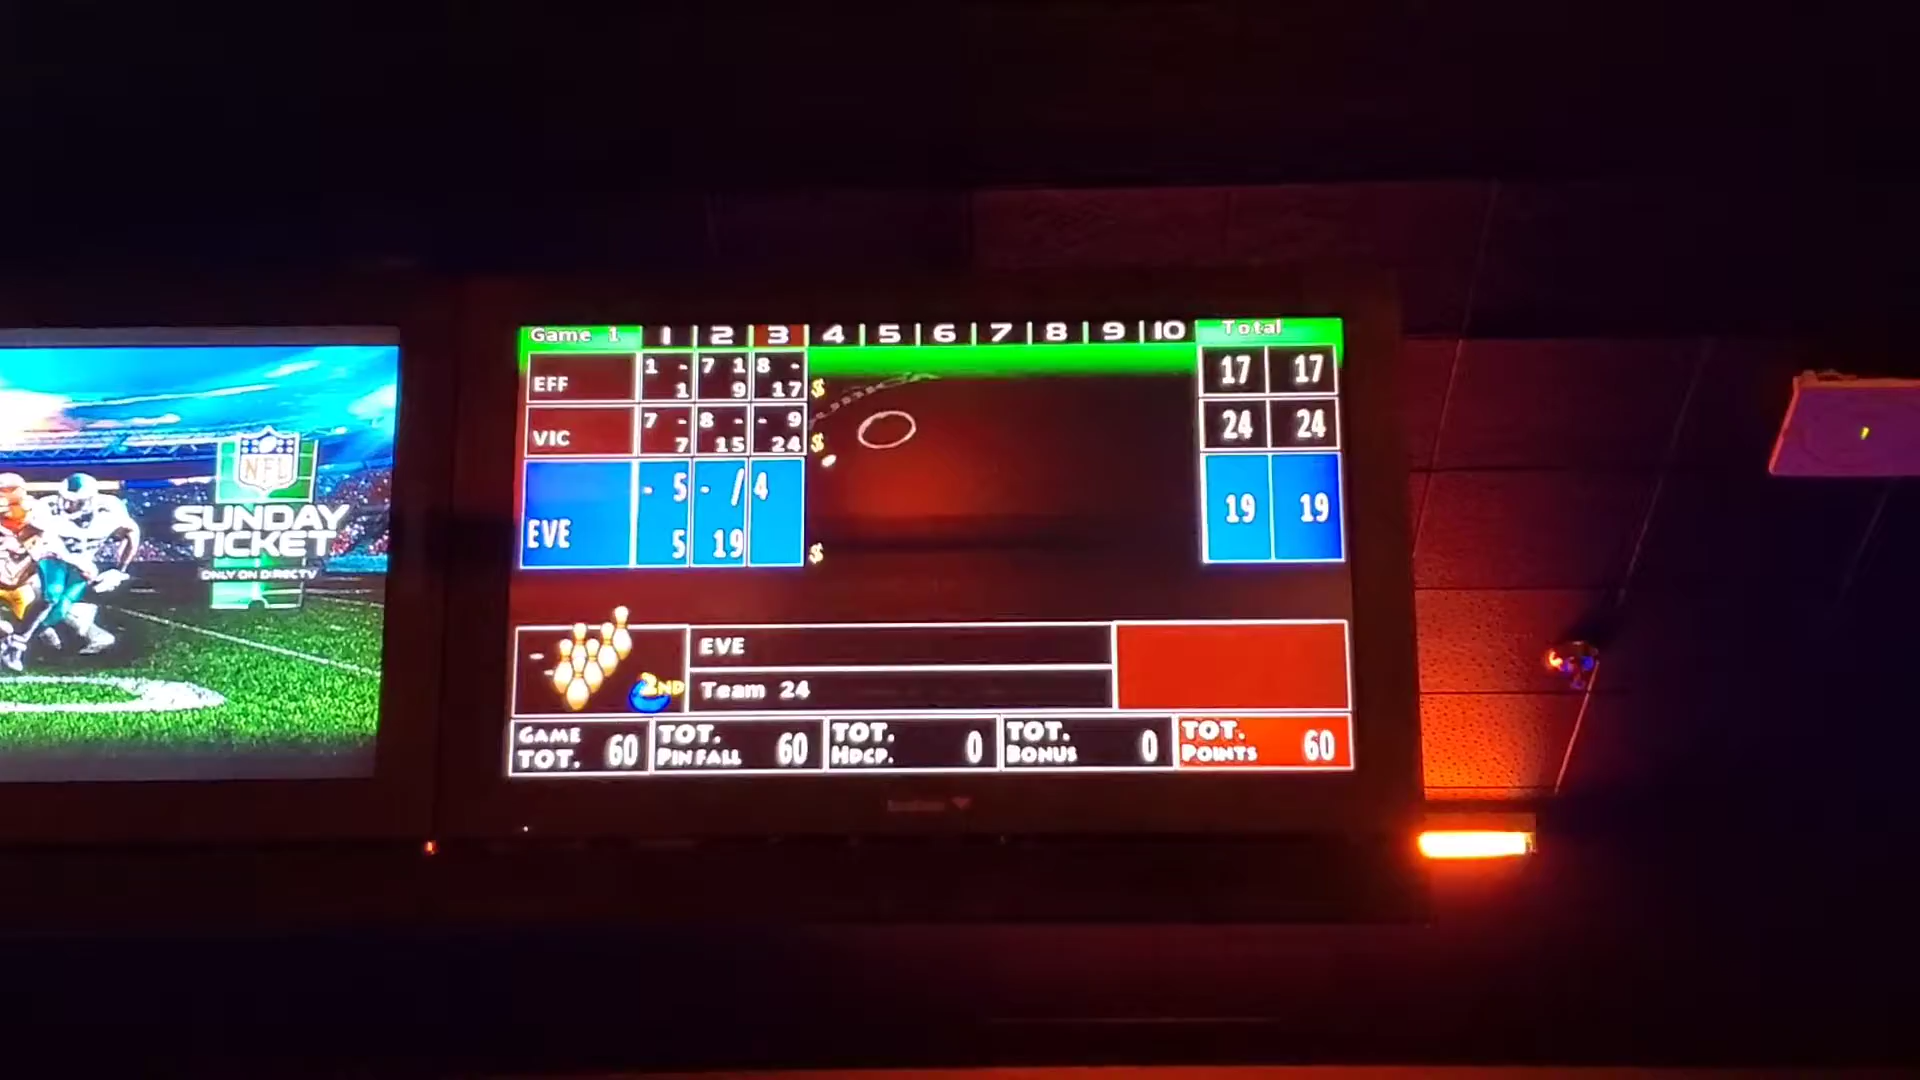 NFL
SUNDAY
TICKET
ONLY ON DIRECTV
Game 1 1 2 3 4 5 6 7 8 9 10 Total
EFF 1 - 7 1 8 - 17 17
1 9 17 $
VIC 7 - 8 - - 9 24 24
7 15 24 $
- 5 - / 4
EVE 5 19 $ 19 19
EVE
2ND
Team 24
GAME TOT. 60
TOT. PINFALL 60
TOT. HDCP. 0
TOT. BONUS 0
TOT. POINTS 60